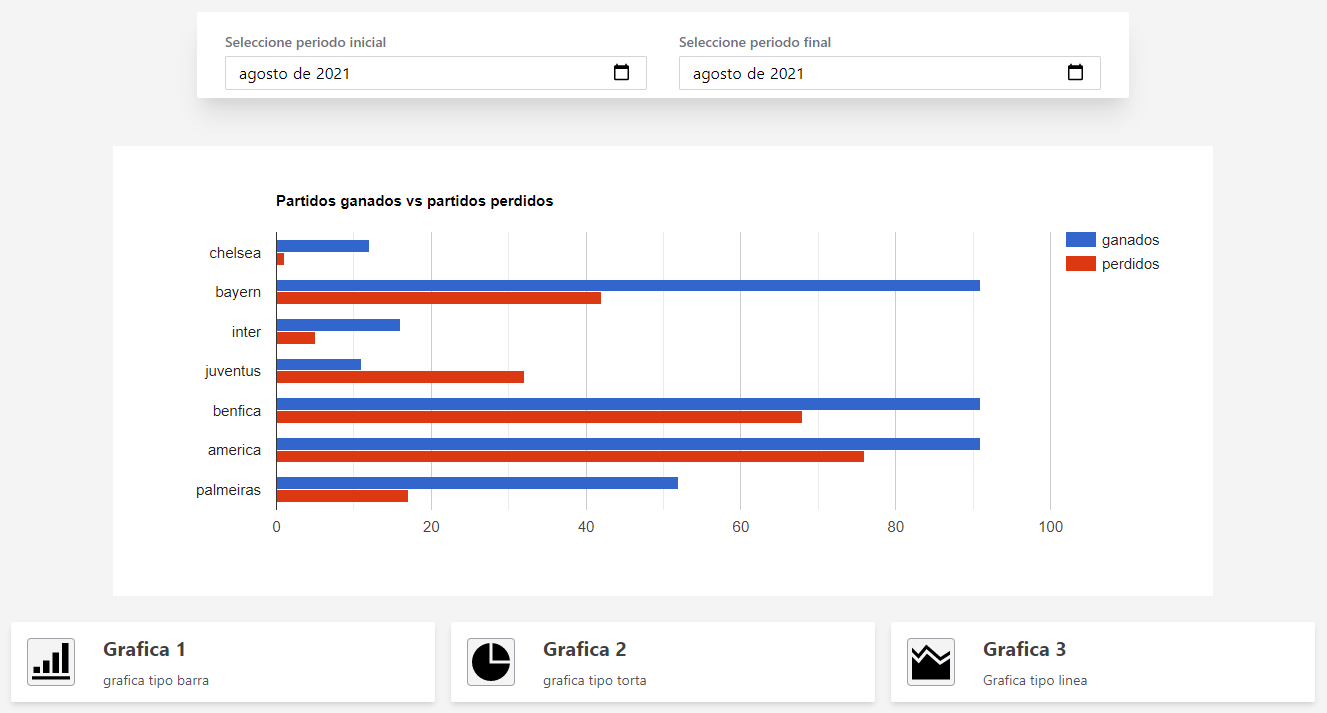 Seleccione periodo inicial
agosto de 2021
Seleccione periodo final
agosto de 2021
Partidos ganados vs partidos perdidos
ganados
perdidos
chelsea
bayern
inter
juventus
benfica
america
palmeiras
0 20 40 60 80 100
Grafica 1
grafica tipo barra
Grafica 2
grafica tipo torta
Grafica 3
Grafica tipo linea